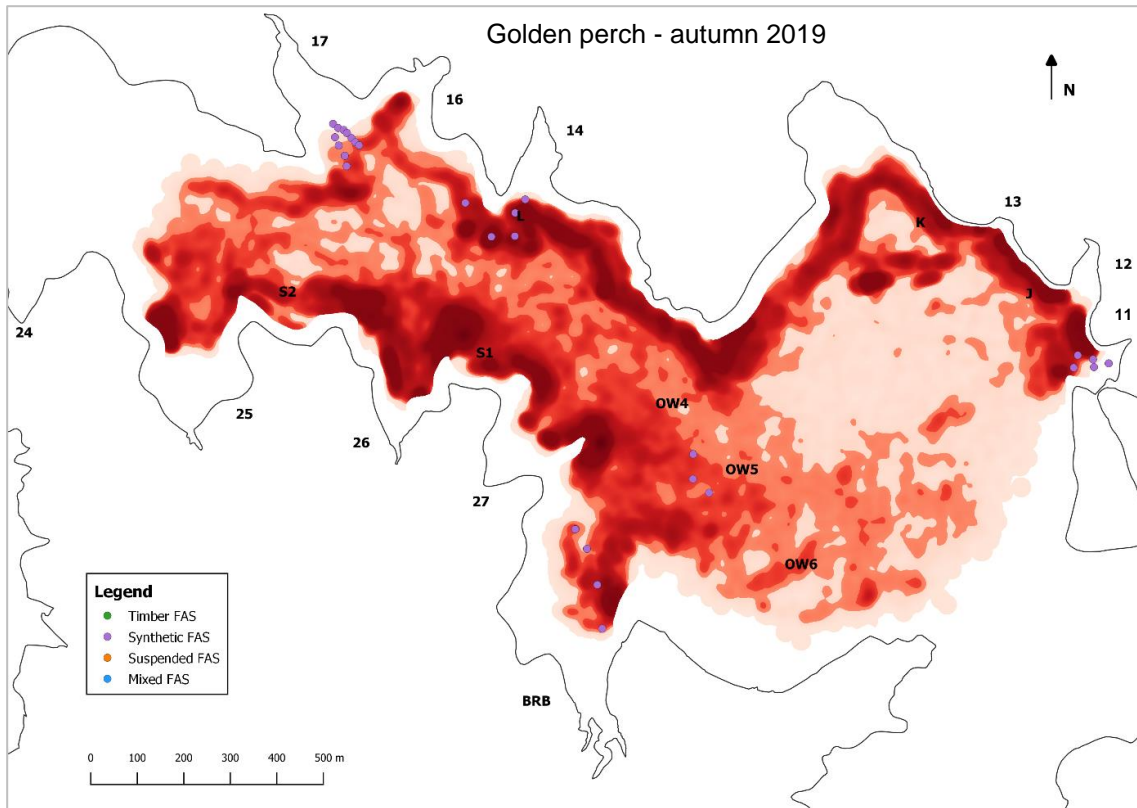 Golden perch - autumn 2019
17
16
14
N
13
12
11
L
K
J
S2
S1
24
25
26
27
OW4
OW5
OW6
BRB
Legend
Timber FAS
Synthetic FAS
Suspended FAS
Mixed FAS
0 100 200 300 400 500 m